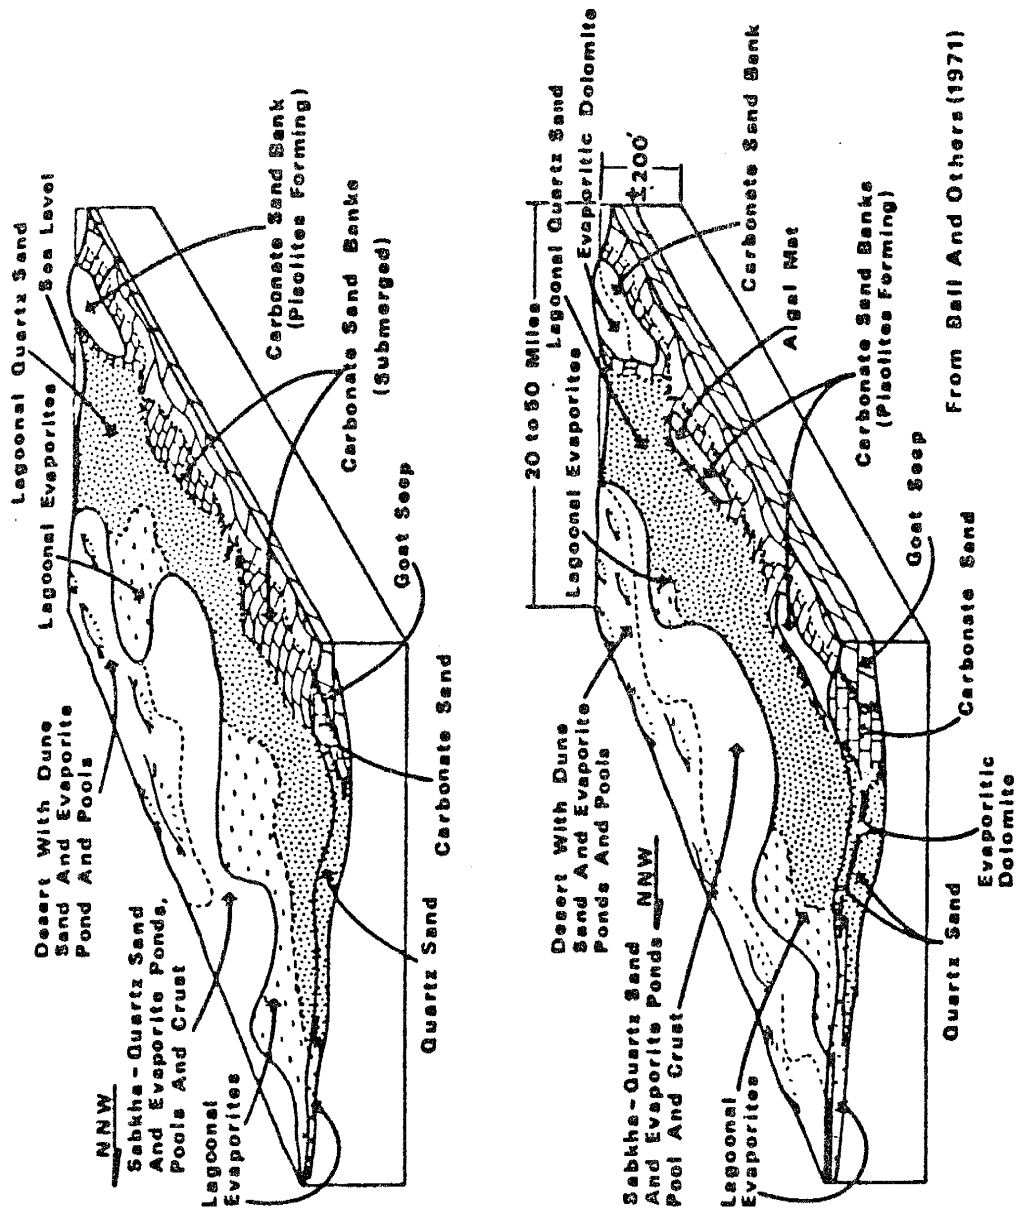 NNW
Sabkha-Quartz Sand
And Evaporite Ponds,
Pools And Crust
Desert With Dune
Sand And Evaporite
Pond And Pools
Lagoonal
Evaporites
Lagoonal Evaporites
Lagoonal Quartz Sand
Sea Level
Carbonate Sand Bank
(Pisolites Forming)
Carbonate Sand Banks
(Submerged)
Goat Seep
Carbonate Sand
Quartz Sand
20 to 50 Miles
±200'
Desert With Dune
Sand And Evaporite
Ponds And Pools
NNW
Sabkha-Quartz Sand
And Evaporite Ponds
Pool And Crust
Lagoonal
Evaporites
Lagoonal Evaporites
Lagoonal Quartz Sand
Evaporitic Dolomite
Carbonate Sand Bank
Algal Mat
Carbonate Sand Banks
(Pisolites Forming)
Goat Seep
Carbonate Sand
Evaporitic
Dolomite
Quartz Sand
From Ball And Others (1971)